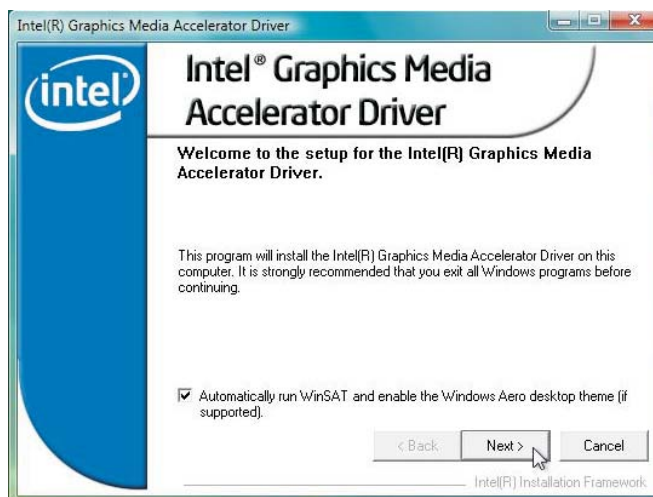 Intel(R) Graphics Media Accelerator Driver
intel
Intel® Graphics Media
Accelerator Driver
Welcome to the setup for the Intel(R) Graphics Media
Accelerator Driver.
This program will install the Intel(R) Graphics Media Accelerator Driver on this
computer. It is strongly recommended that you exit all Windows programs before
continuing.
Automatically run WinSAT and enable the Windows Aero desktop theme (if
supported).
< Back
Next >
Cancel
Intel(R) Installation Framework